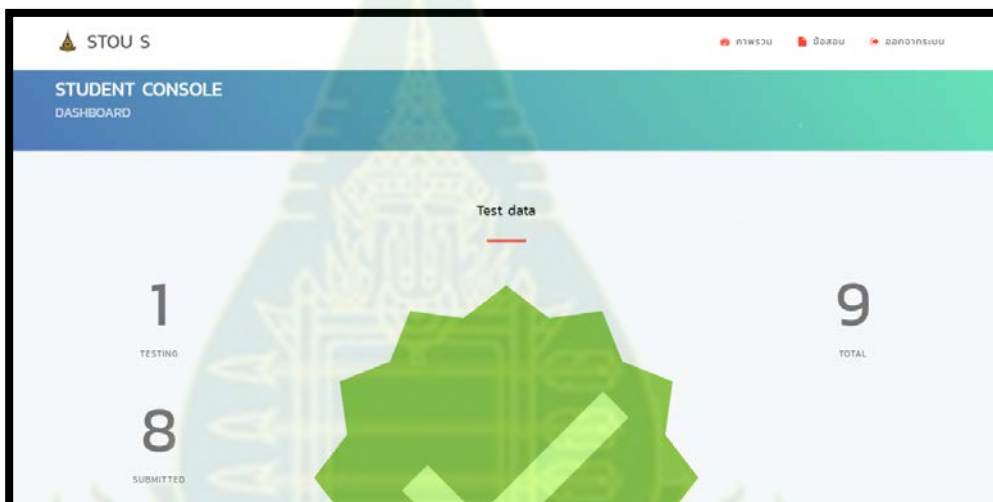 STOU S
ภาพรวม ข้อสอบ ออกจากระบบ
STUDENT CONSOLE
DASHBOARD
Test data
1
TESTING
9
TOTAL
8
SUBMITTED